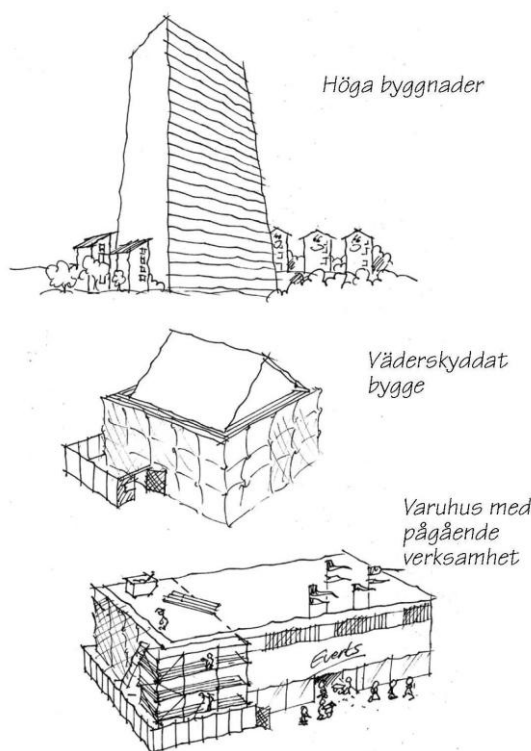 Höga byggnader
Väderskyddat
bygge
Varuhus med
pågående
verksamhet
Everts